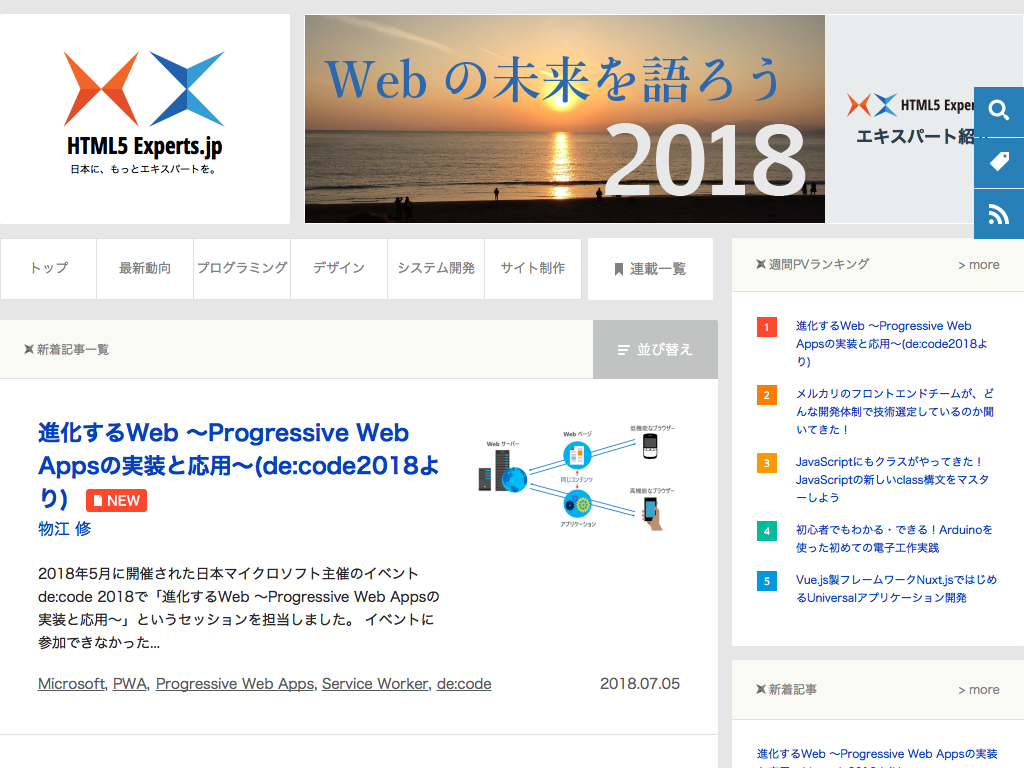 HTML5 Experts.jp
日本に、もっとエキスパートを。
Web の未来を語ろう
2018
HTML5 Exper
エキスパート紹
トップ
最新動向
プログラミング
デザイン
システム開発
サイト制作
連載一覧
新着記事一覧
並び替え
進化するWeb 〜Progressive Web
Appsの実装と応用〜(de:code2018よ
り) NEW
物江 修
Web サーバー
Web ページ
低機能なブラウザー
同じコンテンツ
高機能なブラウザー
アプリケーション
2018年5月に開催された日本マイクロソフト主催のイベント
de:code 2018で「進化するWeb 〜Progressive Web Appsの
実装と応用〜」というセッションを担当しました。 イベントに
参加できなかった...
Microsoft, PWA, Progressive Web Apps, Service Worker, de:code
2018.07.05
週間PVランキング
> more
1 進化するWeb 〜Progressive Web
Appsの実装と応用〜(de:code2018よ
り)
2 メルカリのフロントエンドチームが、ど
んな開発体制で技術選定しているのか聞
いてきた！
3 JavaScriptにもクラスがやってきた！
JavaScriptの新しいclass構文をマスタ
ーしよう
4 初心者でもわかる・できる！Arduinoを
使った初めての電子工作実践
5 Vue.js製フレームワークNuxt.jsではじめ
るUniversalアプリケーション開発
新着記事
> more
進化するWeb 〜Progressive Web Appsの実装